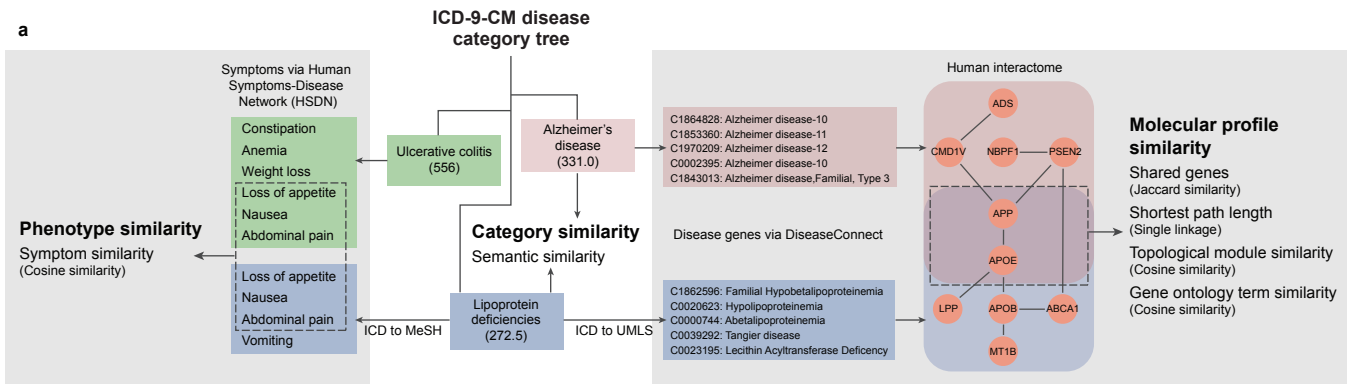 a
ICD-9-CM disease
category tree
Symptoms via Human
Symptoms-Disease
Network (HSDN)
Constipation
Anemia
Weight loss
Loss of appetite
Nausea
Abdominal pain
Loss of appetite
Nausea
Abdominal pain
Vomiting
Phenotype similarity
Symptom similarity
(Cosine similarity)
Ulcerative colitis
(556)
Alzheimer's
disease
(331.0)
Category similarity
Semantic similarity
Lipoprotein
deficiencies
(272.5)
ICD to MeSH
ICD to UMLS
C1864828: Alzheimer disease-10
C1853360: Alzheimer disease-11
C1970209: Alzheimer disease-12
C0002395: Alzheimer disease-10
C1843013: Alzheimer disease,Familial, Type 3
Disease genes via DiseaseConnect
C1862596: Familial Hypobetalipoproteinemia
C0020623: Hypolipoproteinemia
C0000744: Abetalipoproteinemia
C0039292: Tangier disease
C0023195: Lecithin Acyltransferase Deficency
Human interactome
ADS
CMD1V
NBPF1
PSEN2
APP
APOE
LPP
APOB
ABCA1
MT1B
Molecular profile
similarity
Shared genes
(Jaccard similarity)
Shortest path length
(Single linkage)
Topological module similarity
(Cosine similarity)
Gene ontology term similarity
(Cosine similarity)